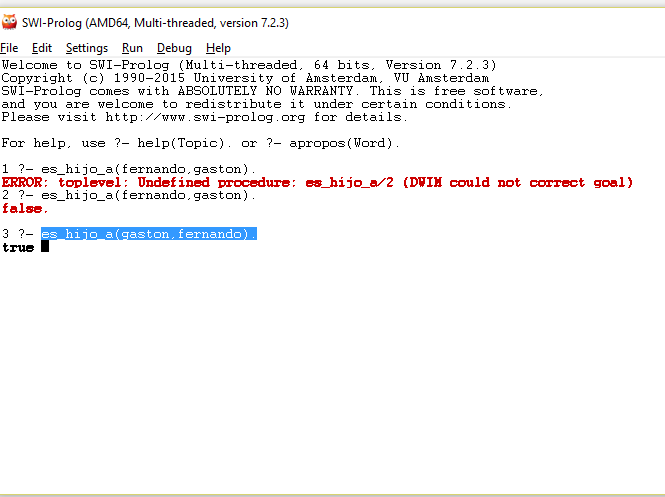 SWI-Prolog (AMD64, Multi-threaded, version 7.2.3)
File Edit Settings Run Debug Help
Welcome to SWI-Prolog (Multi-threaded, 64 bits, Version 7.2.3)
Copyright (c) 1990-2015 University of Amsterdam, VU Amsterdam
SWI-Prolog comes with ABSOLUTELY NO WARRANTY. This is free software,
and you are welcome to redistribute it under certain conditions.
Please visit http://www.swi-prolog.org for details.
For help, use ?- help(Topic). or ?- apropos(Word).
1 ?- es_hijo_a(fernando,gaston).
ERROR: toplevel: Undefined procedure: es_hijo_a/2 (DWIM could not correct goal)
2 ?- es_hijo_a(fernando,gaston).
false.
3 ?- es_hijo_a(gaston,fernando).
true